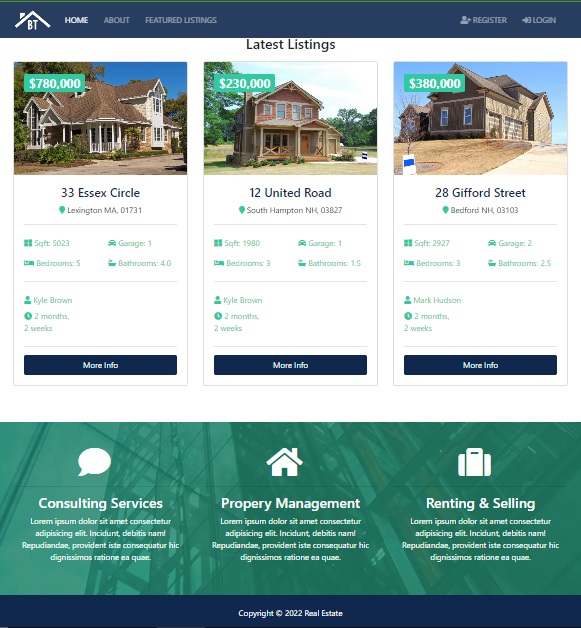 BT HOME ABOUT FEATURED LISTINGS REGISTER LOGIN
Latest Listings
$780,000
33 Essex Circle
Lexington MA, 01731
Sqft: 5023 Garage: 1
Bedrooms: 5 Bathrooms: 4.0
Kyle Brown
2 months,
2 weeks
More Info
$230,000
12 United Road
South Hampton NH, 03827
Sqft: 1980 Garage: 1
Bedrooms: 3 Bathrooms: 1.5
Kyle Brown
2 months,
2 weeks
More Info
$380,000
28 Gifford Street
Bedford NH, 03103
Sqft: 2927 Garage: 2
Bedrooms: 3 Bathrooms: 2.5
Mark Hudson
2 months,
2 weeks
More Info
Consulting Services
Lorem ipsum dolor sit amet consectetur
adipisicing elit. Incidunt, debitis nam!
Repudiandae, provident iste consequatur hic
dignissimos ratione ea quae.
Propery Management
Lorem ipsum dolor sit amet consectetur
adipisicing elit. Incidunt, debitis nam!
Repudiandae, provident iste consequatur hic
dignissimos ratione ea quae.
Renting & Selling
Lorem ipsum dolor sit amet consectetur
adipisicing elit. Incidunt, debitis nam!
Repudiandae, provident iste consequatur hic
dignissimos ratione ea quae.
Copyright © 2022 Real Estate